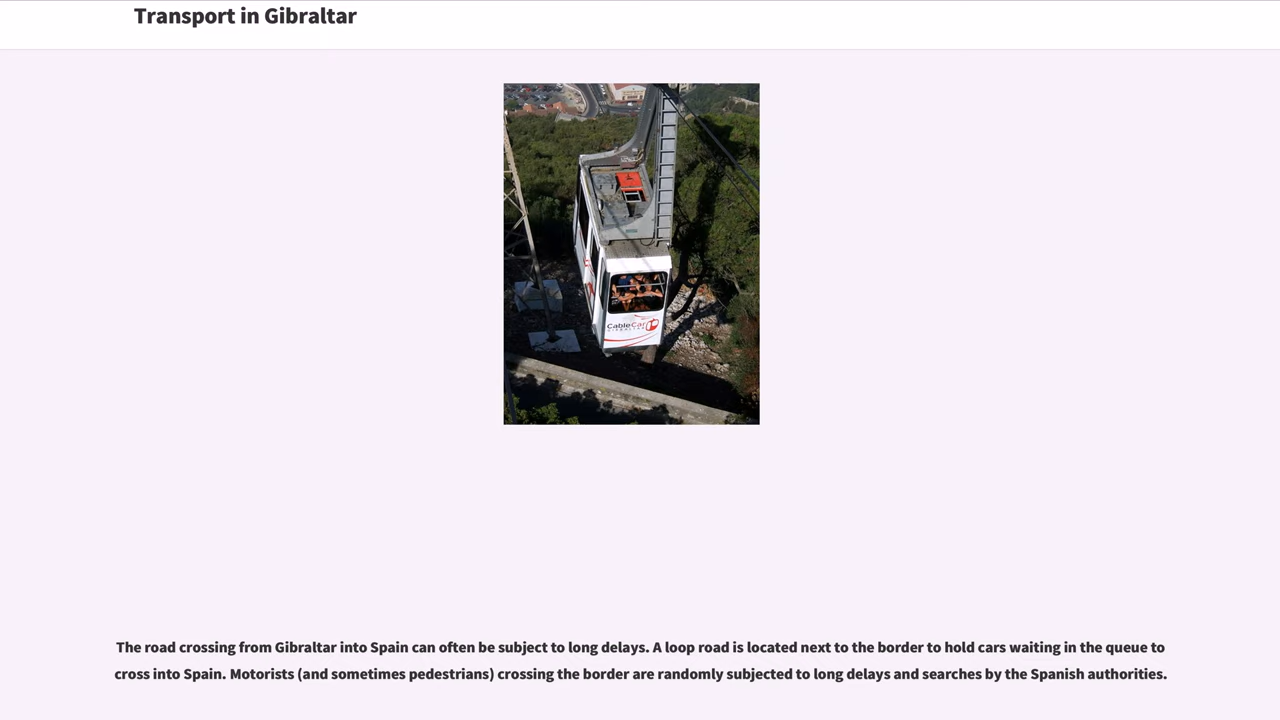 Transport in Gibraltar
CableCar
GIBRALTAR
The road crossing from Gibraltar into Spain can often be subject to long delays. A loop road is located next to the border to hold cars waiting in the queue to
cross into Spain. Motorists (and sometimes pedestrians) crossing the border are randomly subjected to long delays and searches by the Spanish authorities.